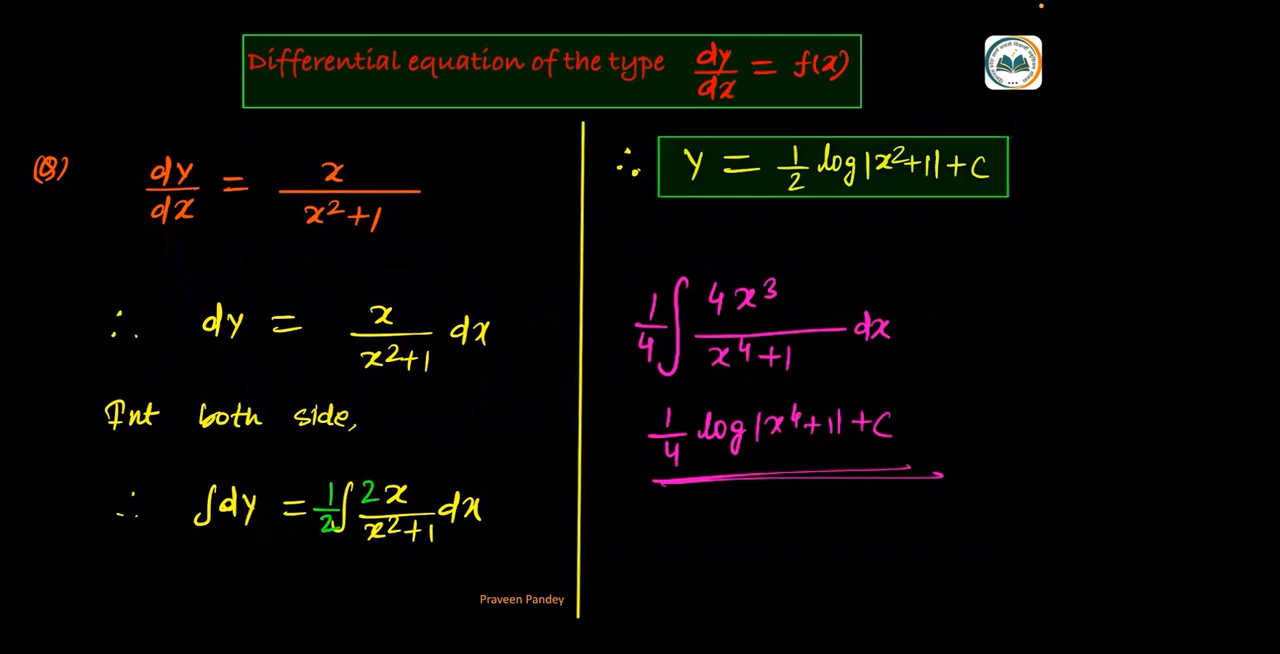 Differential equation of the type dy/dx = f(x)
(Q) dy/dx = x/(x²+1)
∴ dy = x/(x²+1) dx
Int both side,
∴ ∫dy = 1/2 ∫ 2x/(x²+1) dx
∴ Y = 1/2 log|x²+1| + C
1/4 ∫ 4x³/(x⁴+1) dx
1/4 log|x⁴+1| + C
Praveen Pandey